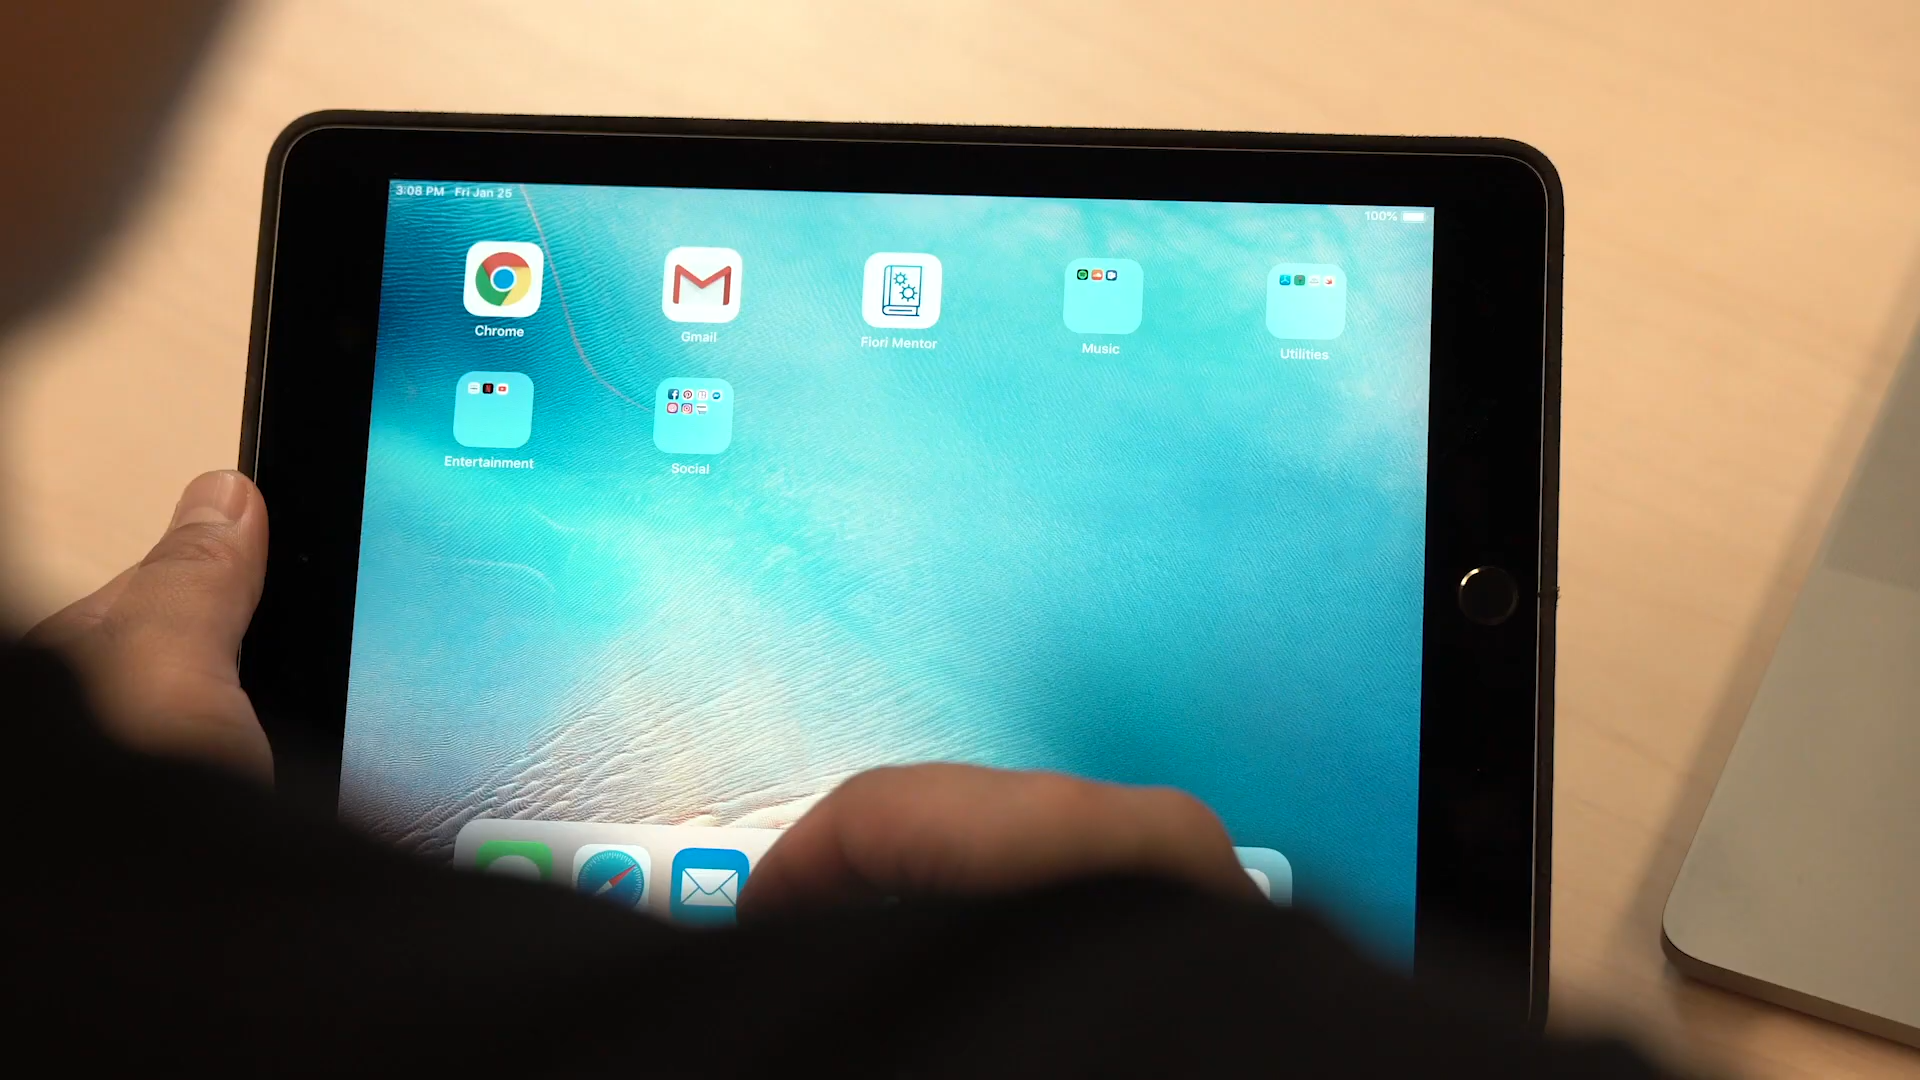 3:08 PM Fri Jan 25
100%
Chrome
Gmail
Fiori Mentor
Music
Utilities
Entertainment
Social